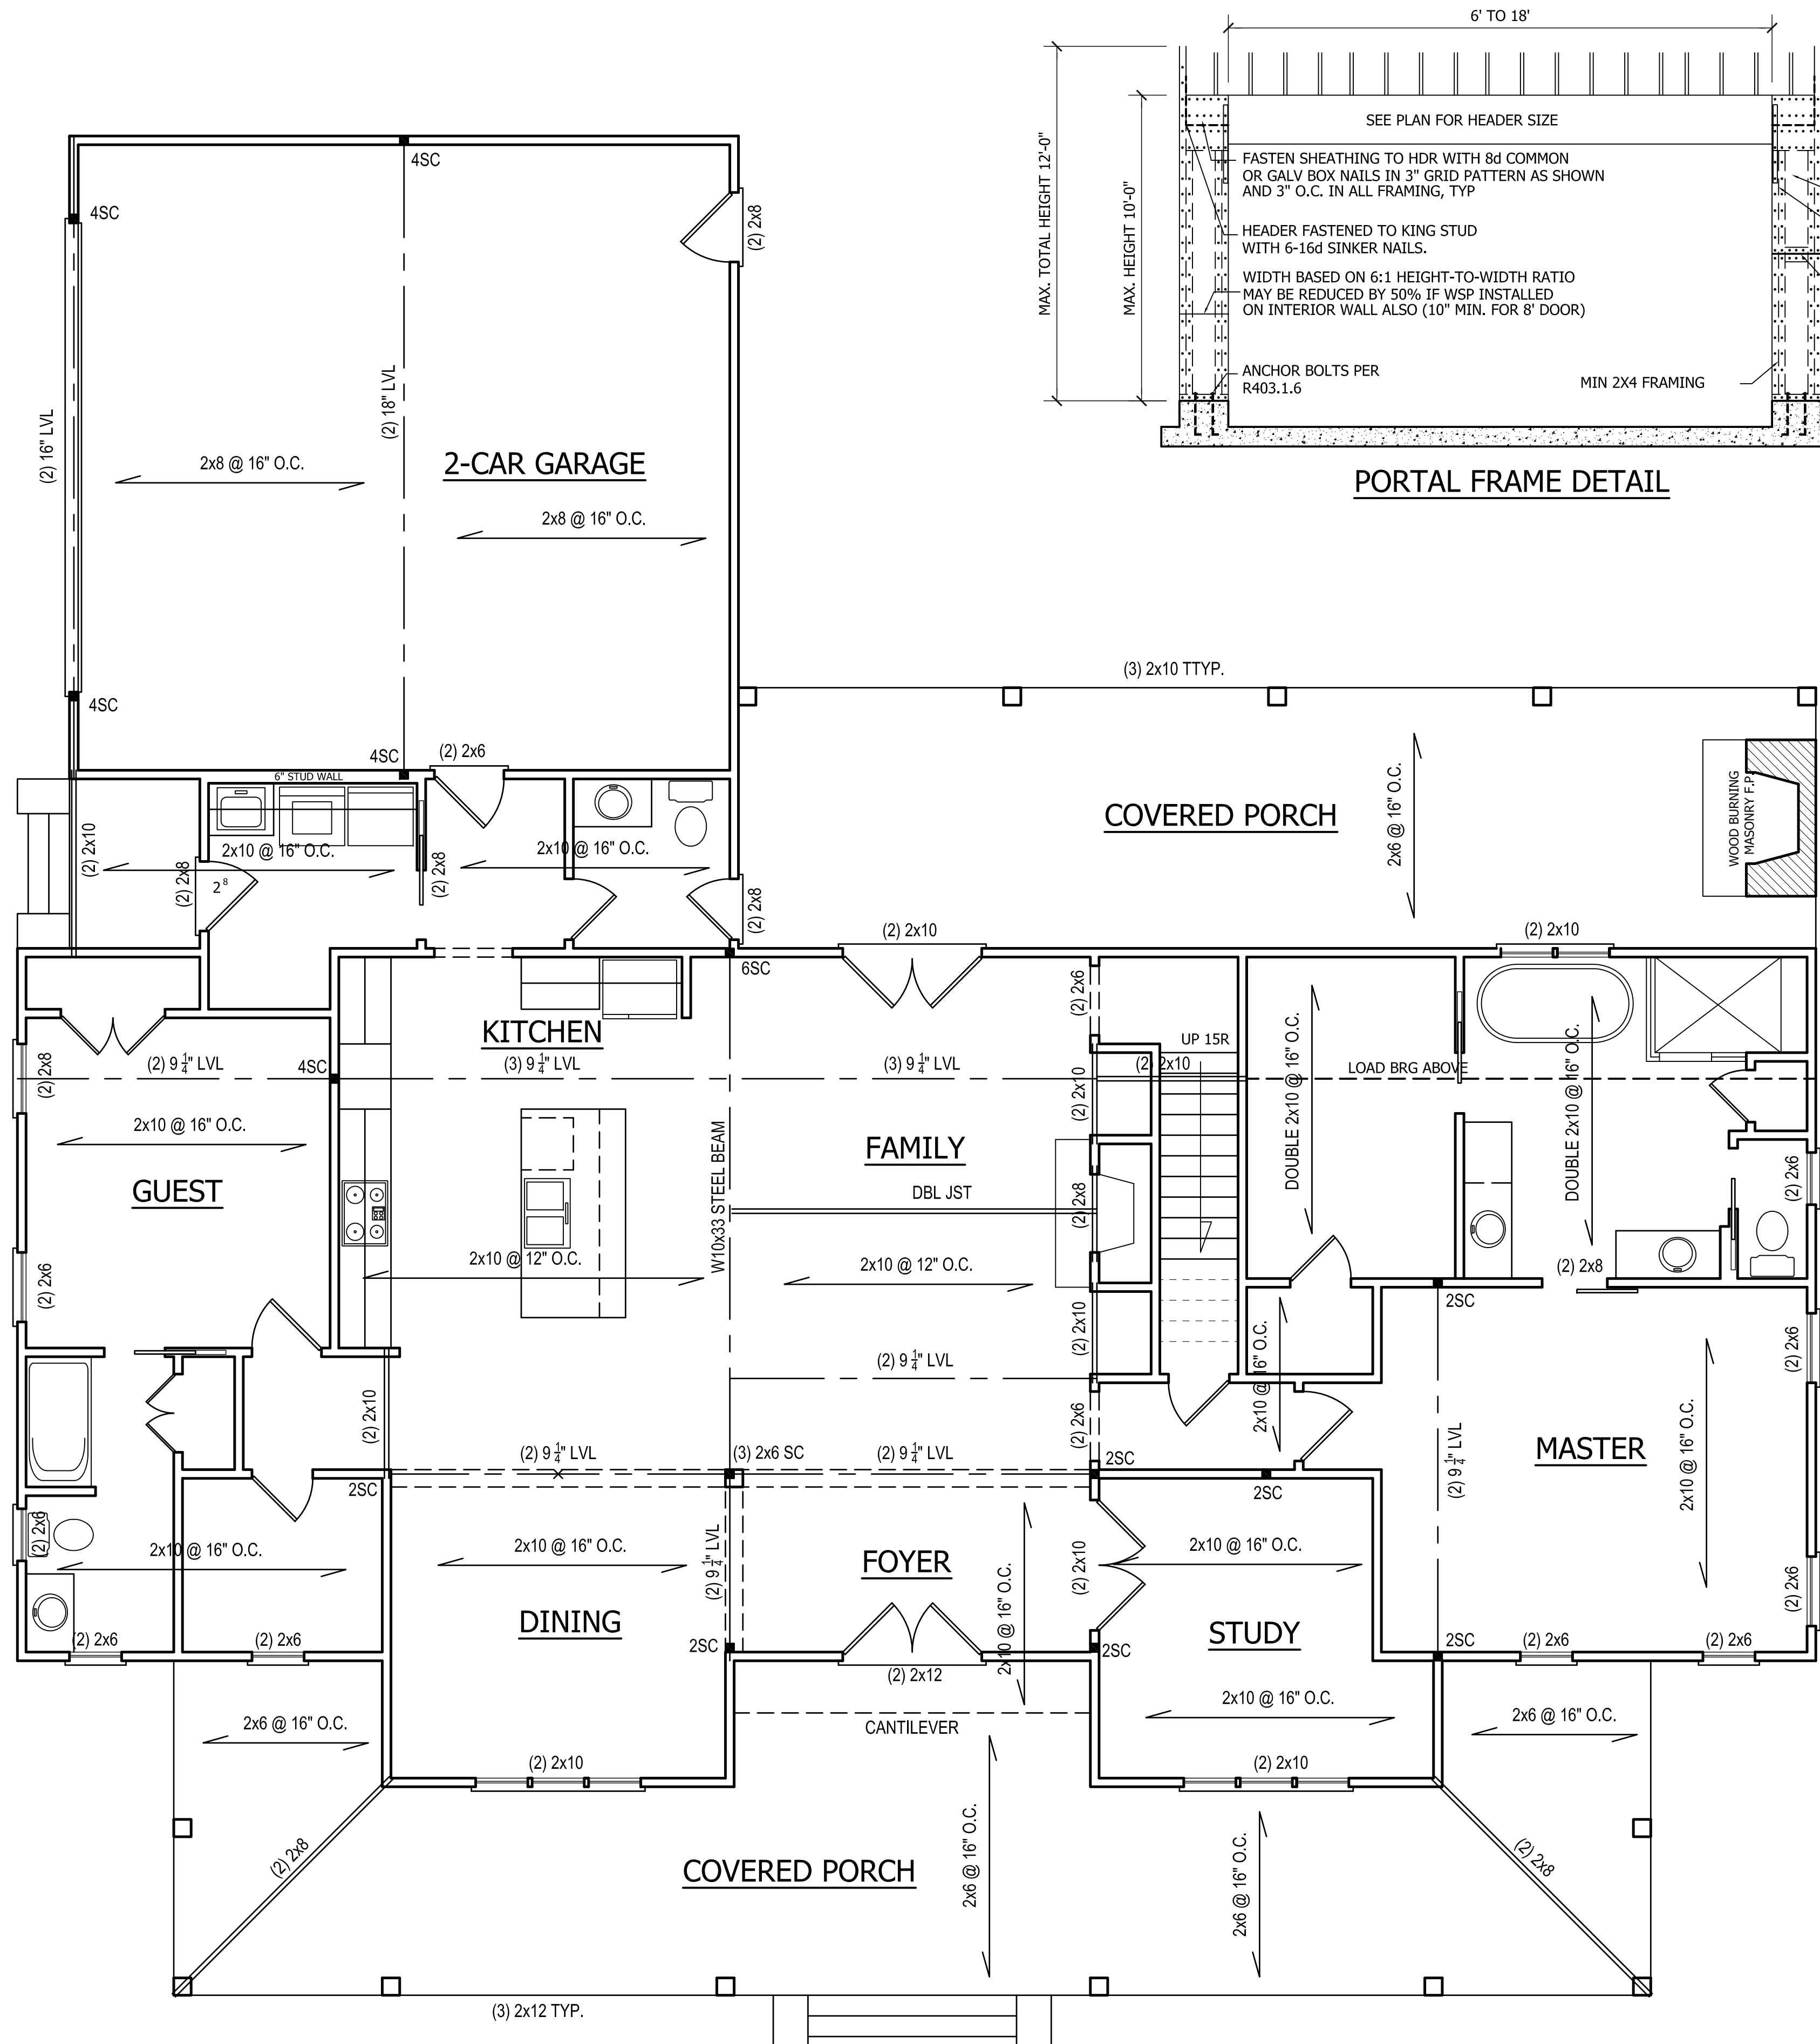 6' TO 18'
MAX. TOTAL HEIGHT 12'-0"
MAX. HEIGHT 10'-0"
SEE PLAN FOR HEADER SIZE
FASTEN SHEATHING TO HDR WITH 8d COMMON
OR GALV BOX NAILS IN 3" GRID PATTERN AS SHOWN
AND 3" O.C. IN ALL FRAMING, TYP
HEADER FASTENED TO KING STUD
WITH 6-16d SINKER NAILS.
WIDTH BASED ON 6:1 HEIGHT-TO-WIDTH RATIO
MAY BE REDUCED BY 50% IF WSP INSTALLED
ON INTERIOR WALL ALSO (10" MIN. FOR 8' DOOR)
ANCHOR BOLTS PER
R403.1.6
MIN 2X4 FRAMING
PORTAL FRAME DETAIL
4SC
4SC
(2) 2x8
(2) 16" LVL
(2) 18" LVL
2x8 @ 16" O.C.
2-CAR GARAGE
2x8 @ 16" O.C.
4SC
4SC
(2) 2x6
6" STUD WALL
(3) 2x10 TTYP.
COVERED PORCH
2x6 @ 16" O.C.
WOOD BURNING
MASONRY F.P.
(2) 2x10
2x10 @ 16" O.C.
(2) 2x8
2 8
(2) 2x8
2x10 @ 16" O.C.
(2) 2x8
(2) 2x10
(2) 2x10
6SC
(2) 2x6
KITCHEN
UP 15R
(2) 2x8
(2) 9 1/4" LVL
4SC
(3) 9 1/4" LVL
(3) 9 1/4" LVL
(2) 2x10
(2) 2x10
LOAD BRG ABOVE
DOUBLE 2x10 @ 16" O.C.
DOUBLE 2x10 @ 16" O.C.
2x10 @ 16" O.C.
GUEST
W10x33 STEEL BEAM
FAMILY
DBL JST
(2) 2x8
(2) 2x6
(2) 2x6
2x10 @ 12" O.C.
2x10 @ 12" O.C.
(2) 2x8
2SC
(2) 2x10
2x10 @ 16" O.C.
(2) 2x6
(2) 9 1/4" LVL
(2) 2x10
(2) 2x6
(2) 9 1/4" LVL
(3) 2x6 SC
(2) 9 1/4" LVL
2SC
2SC
2SC
(2) 9 1/4" LVL
MASTER
2x10 @ 16" O.C.
(2) 2x6
2x10 @ 16" O.C.
2x10 @ 16" O.C.
(2) 9 1/4" LVL
FOYER
2x10 @ 16" O.C.
(2) 2x10
2x10 @ 16" O.C.
(2) 2x6
DINING
STUDY
(2) 2x6
(2) 2x6
2SC
(2) 2x12
2SC
2SC
(2) 2x6
(2) 2x6
2x6 @ 16" O.C.
CANTILEVER
2x10 @ 16" O.C.
2x6 @ 16" O.C.
(2) 2x10
(2) 2x10
(2) 2x8
COVERED PORCH
2x6 @ 16" O.C.
2x6 @ 16" O.C.
(2) 2x8
(3) 2x12 TYP.